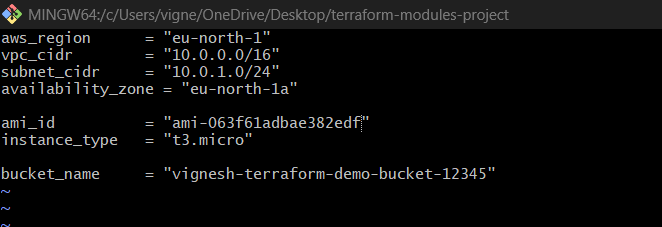 MINGW64:/c/Users/vigne/OneDrive/Desktop/terraform-modules-project
aws_region        = "eu-north-1"
vpc_cidr          = "10.0.0.0/16"
subnet_cidr       = "10.0.1.0/24"
availability_zone = "eu-north-1a"
ami_id            = "ami-063f61adbae382edf"
instance_type     = "t3.micro"
bucket_name       = "vignesh-terraform-demo-bucket-12345"
~
~
~